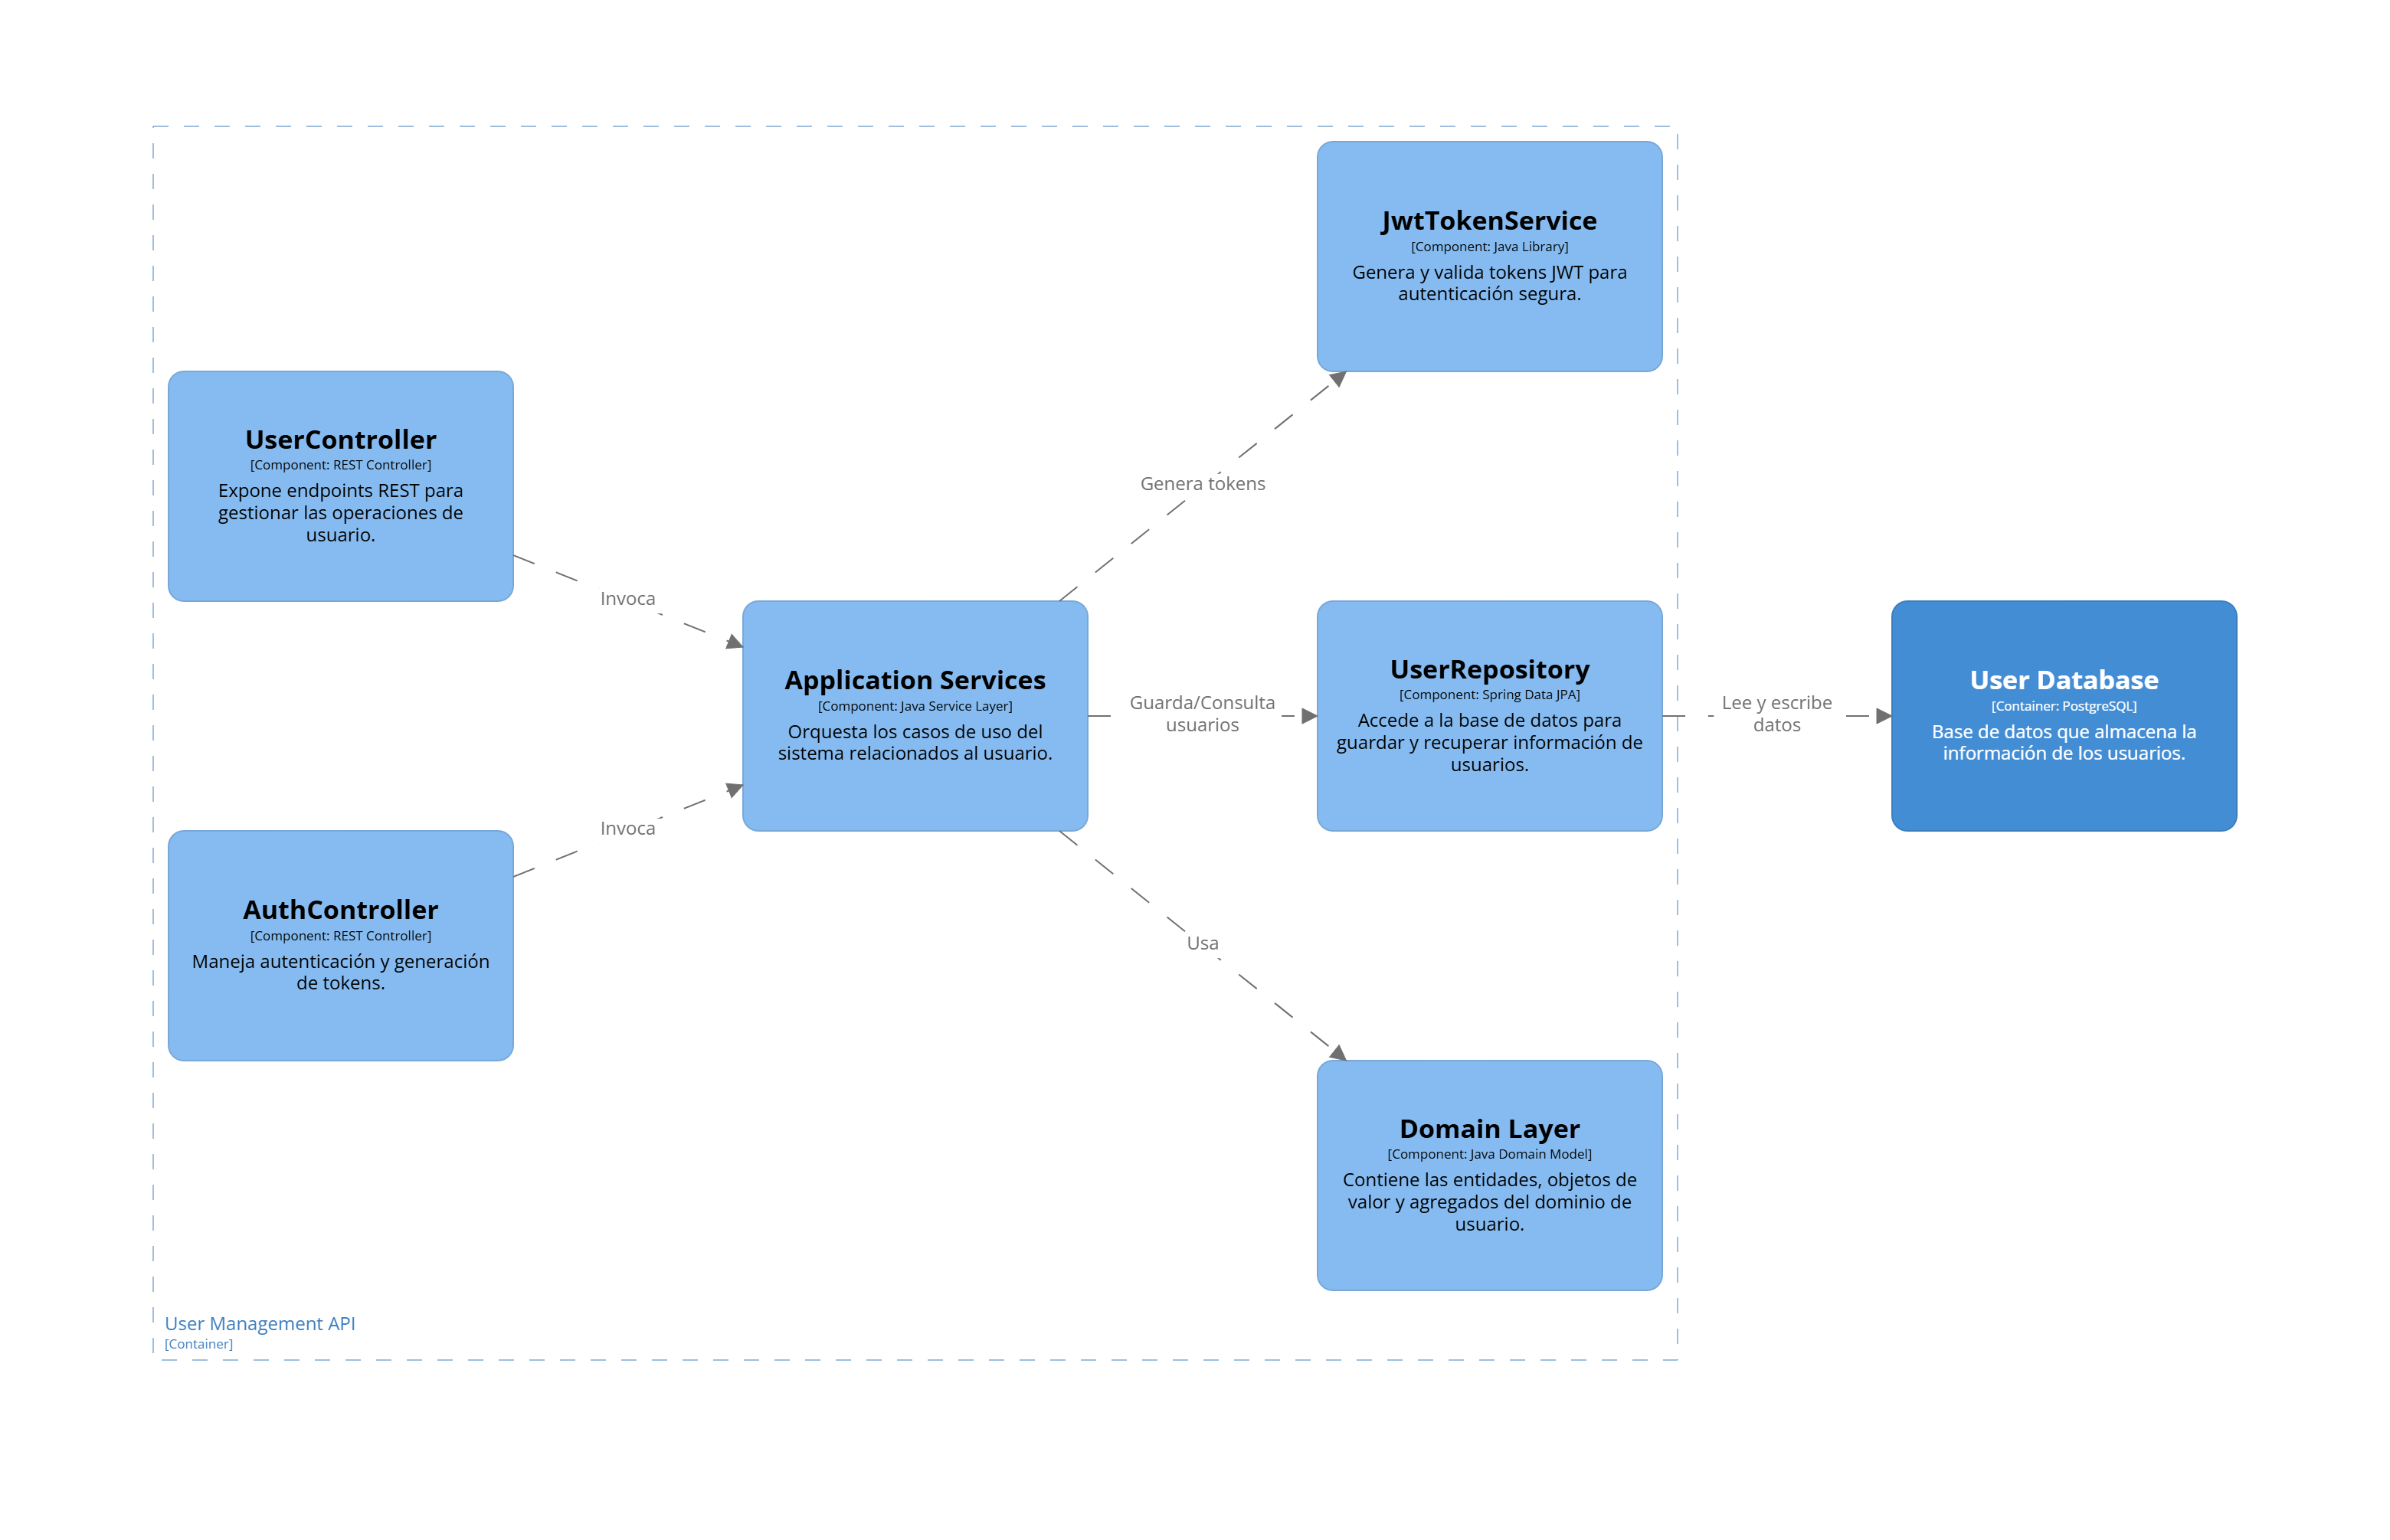 JwtTokenService
[Component: Java Library]
Genera y valida tokens JWT para
autenticación segura.
UserController
[Component: REST Controller]
Expone endpoints REST para
gestionar las operaciones de
usuario.
Genera tokens
Invoca
Application Services
[Component: Java Service Layer]
Orquesta los casos de uso del
sistema relacionados al usuario.
Guarda/Consulta
usuarios
UserRepository
[Component: Spring Data JPA]
Accede a la base de datos para
guardar y recuperar información de
usuarios.
Lee y escribe
datos
User Database
[Container: PostgreSQL]
Base de datos que almacena la
información de los usuarios.
Invoca
AuthController
[Component: REST Controller]
Maneja autenticación y generación
de tokens.
Usa
Domain Layer
[Component: Java Domain Model]
Contiene las entidades, objetos de
valor y agregados del dominio de
usuario.
User Management API
[Container]